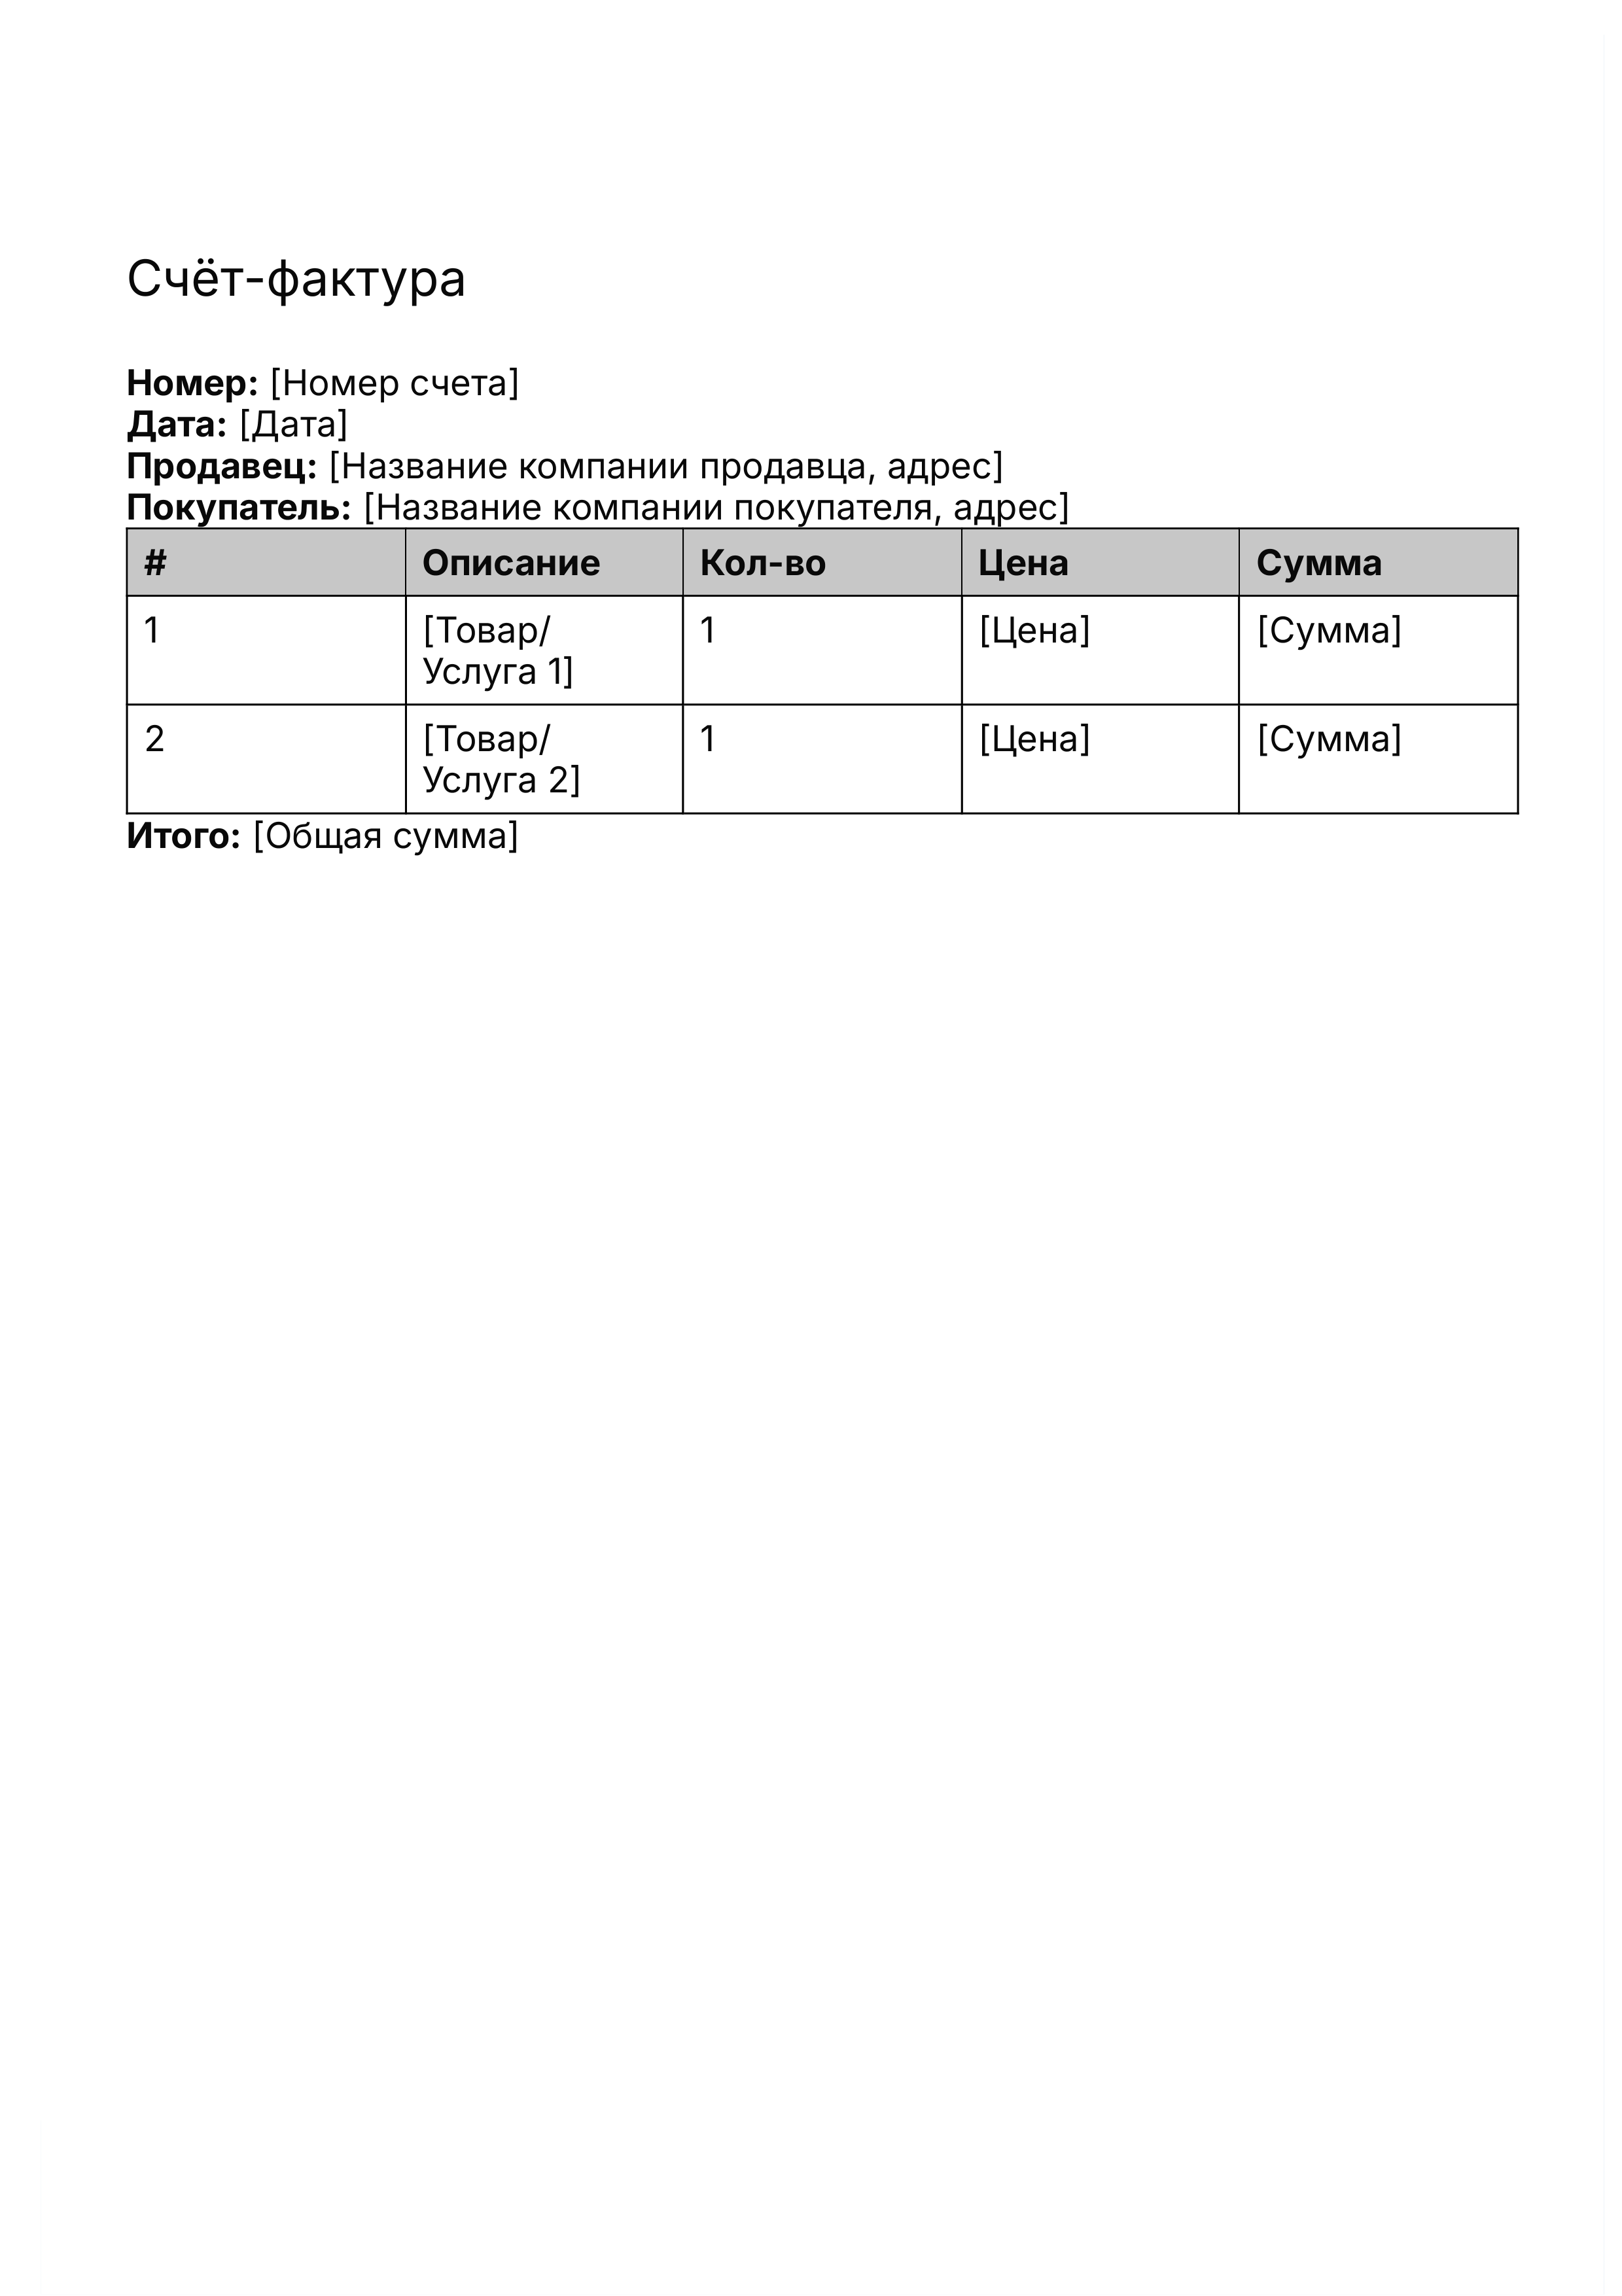 Счёт-фактура
Номер: [Номер счета]
Дата: [Дата]
Продавец: [Название компании продавца, адрес]
Покупатель: [Название компании покупателя, адрес]
# Описание Кол-во Цена Сумма
1 [Товар/ 1 [Цена] [Сумма]
Услуга 1]
2 [Товар/ 1 [Цена] [Сумма]
Услуга 2]
Итого: [Общая сумма]